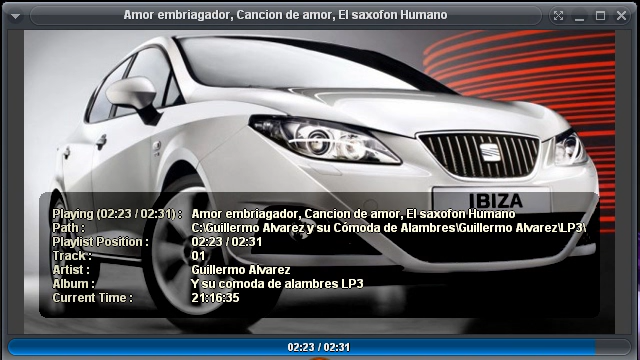 Amor embriagador, Cancion de amor, El saxofon Humano
IBIZA
Playing (02:23 / 02:31) : Amor embriagador, Cancion de amor, El saxofon Humano
Path : C:\Guillermo Alvarez y su Cómoda de Alambres\Guillermo Alvarez\LP3\
Playlist Position : 02:23 / 02:31
Track : 01
Artist : Guillermo Alvarez
Album : Y su comoda de alambres LP3
Current Time : 21:16:35
02:23 / 02:31